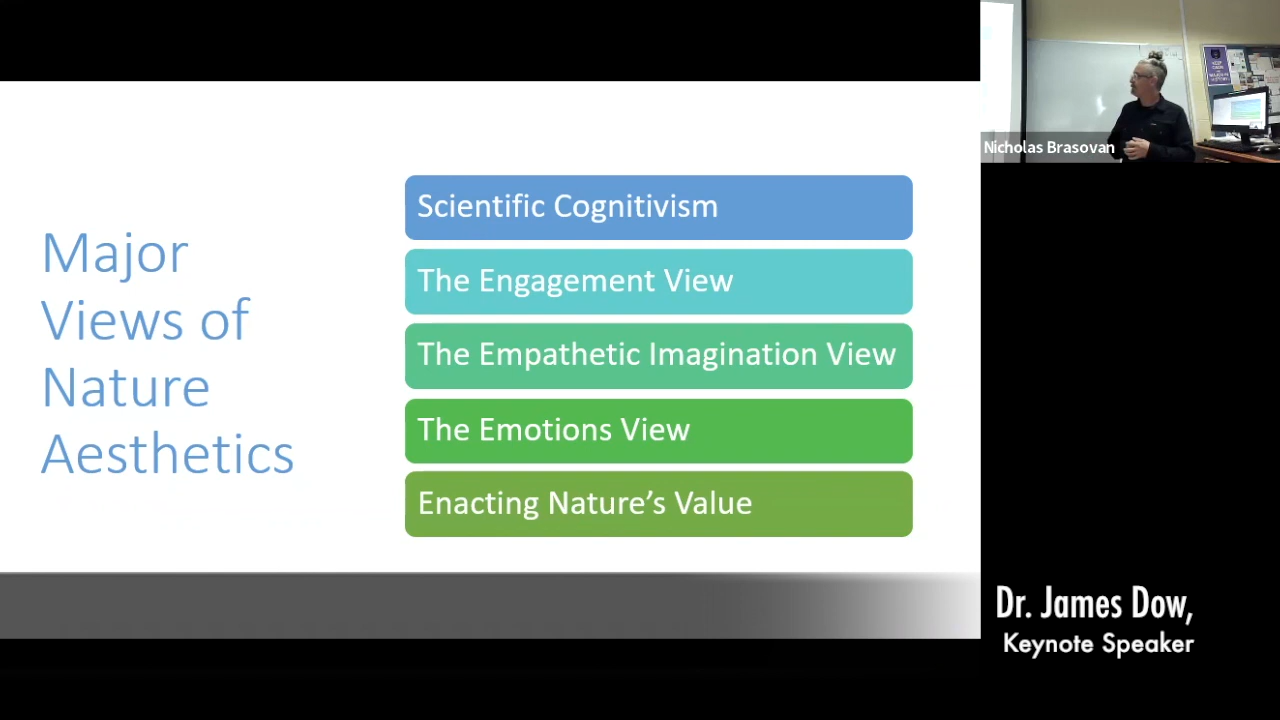 Major
Views of
Nature
Aesthetics
Scientific Cognitivism
The Engagement View
The Empathetic Imagination View
The Emotions View
Enacting Nature’s Value
Nicholas Brasovan
Dr. James Dow,
Keynote Speaker